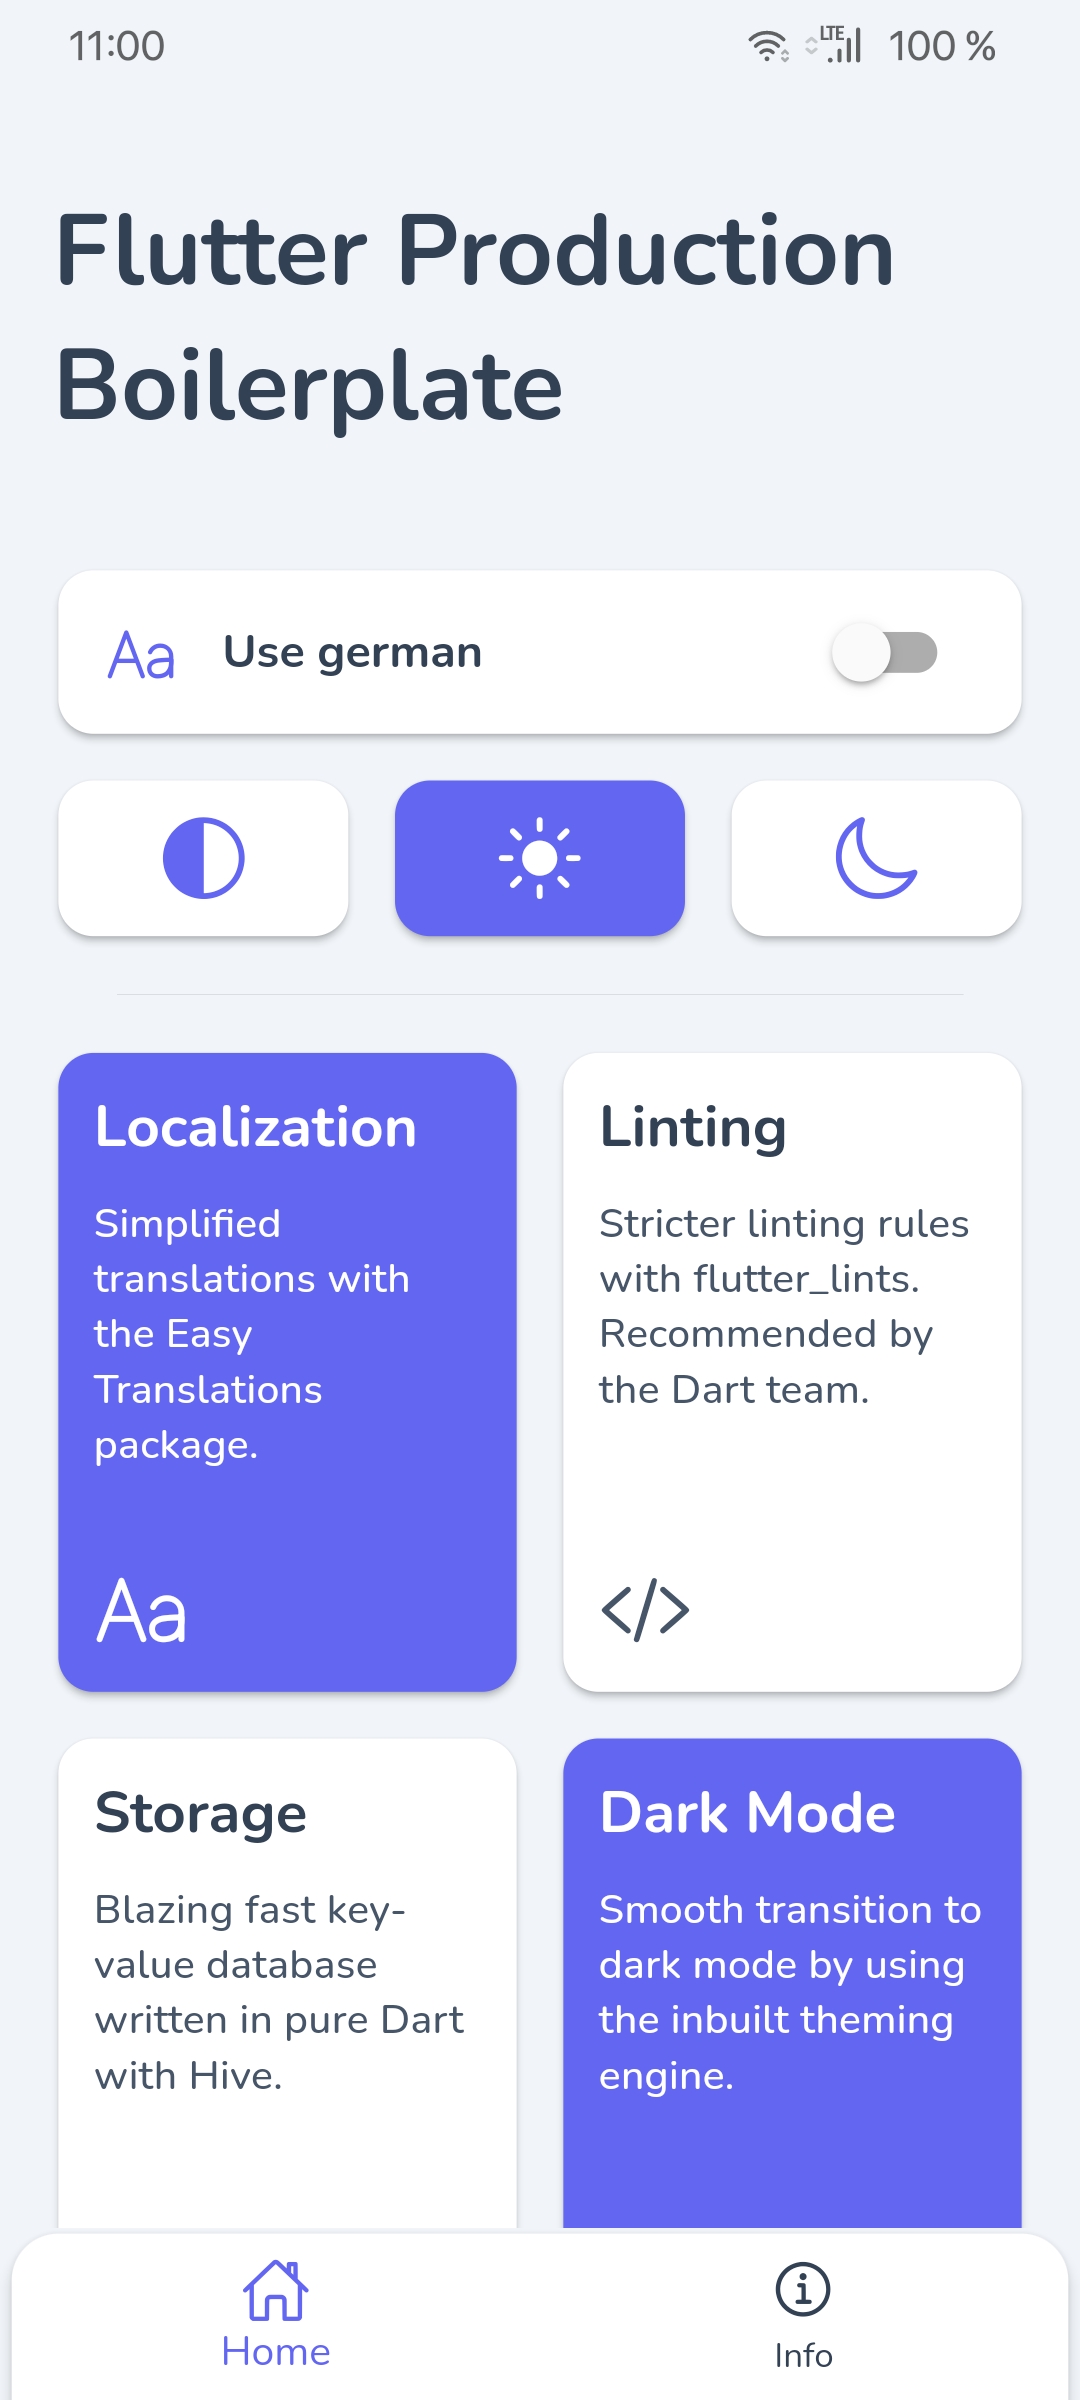 11:00
LTE
100 %
Flutter Production
Boilerplate
Aa
Use german
Localization
Simplified
translations with
the Easy
Translations
package.
Aa
Linting
Stricter linting rules
with flutter_lints.
Recommended by
the Dart team.
</>
Storage
Blazing fast key-
value database
written in pure Dart
with Hive.
Dark Mode
Smooth transition to
dark mode by using
the inbuilt theming
engine.
Home
Info